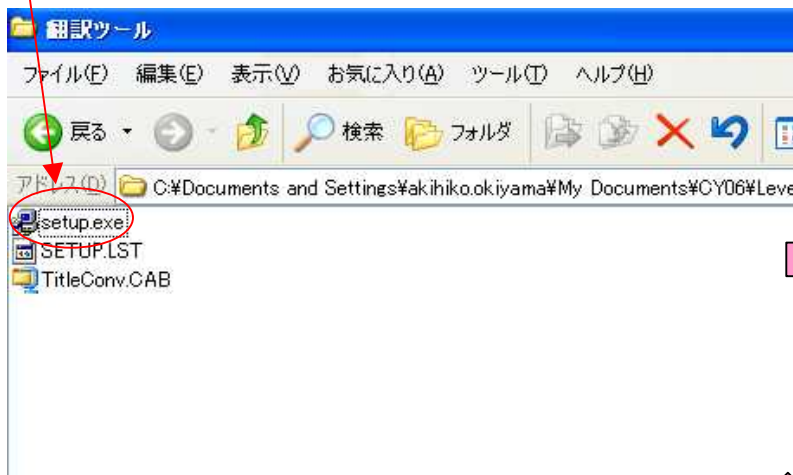 翻訳ツール
ファイル(F) 編集(E) 表示(V) お気に入り(A) ツール(T) ヘルプ(H)
戻る 検索 フォルダ
アドレス(D) C:¥Documents and Settings¥akihiko.okiyama¥My Documents¥CY06¥Leve
setup.exe
SETUP.LST
TitleConv.CAB